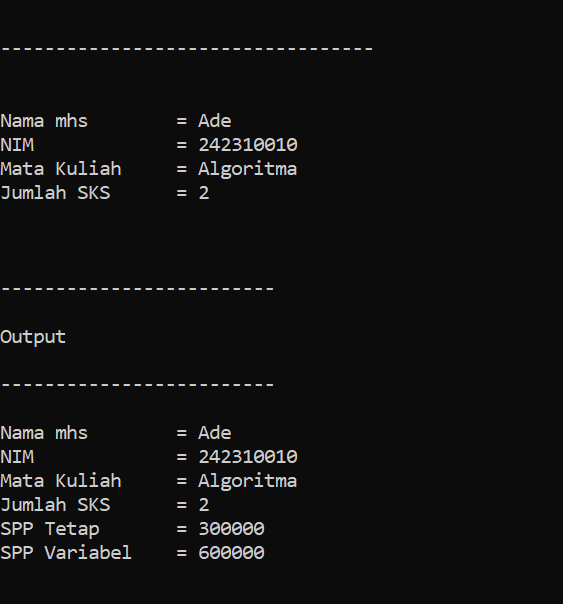 ----------------------------------
Nama mhs        = Ade
NIM             = 242310010
Mata Kuliah     = Algoritma
Jumlah SKS      = 2
-------------------------
Output
-------------------------
Nama mhs        = Ade
NIM             = 242310010
Mata Kuliah     = Algoritma
Jumlah SKS      = 2
SPP Tetap       = 300000
SPP Variabel    = 600000